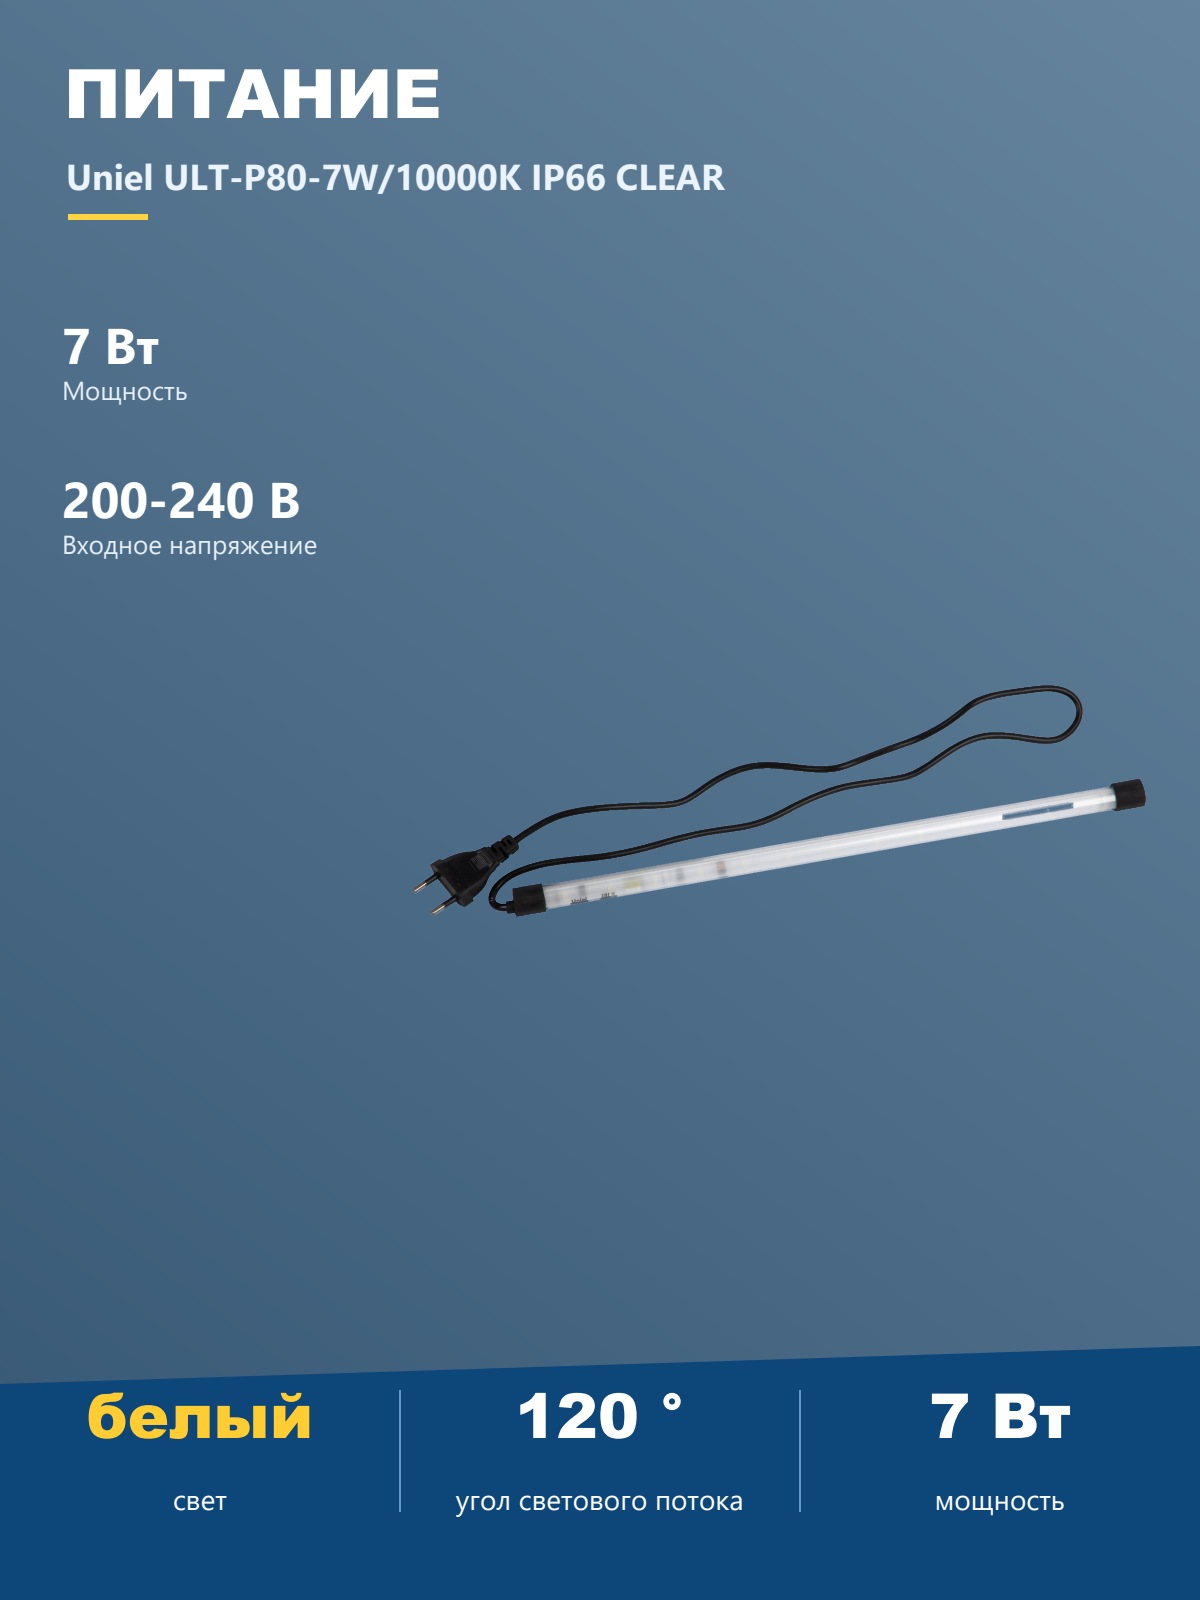 ПИТАНИЕ
Uniel ULT-P80-7W/10000K IP66 CLEAR
7 Вт
Мощность
200-240 В
Входное напряжение
белый
свет
120 °
угол светового потока
7 Вт
мощность